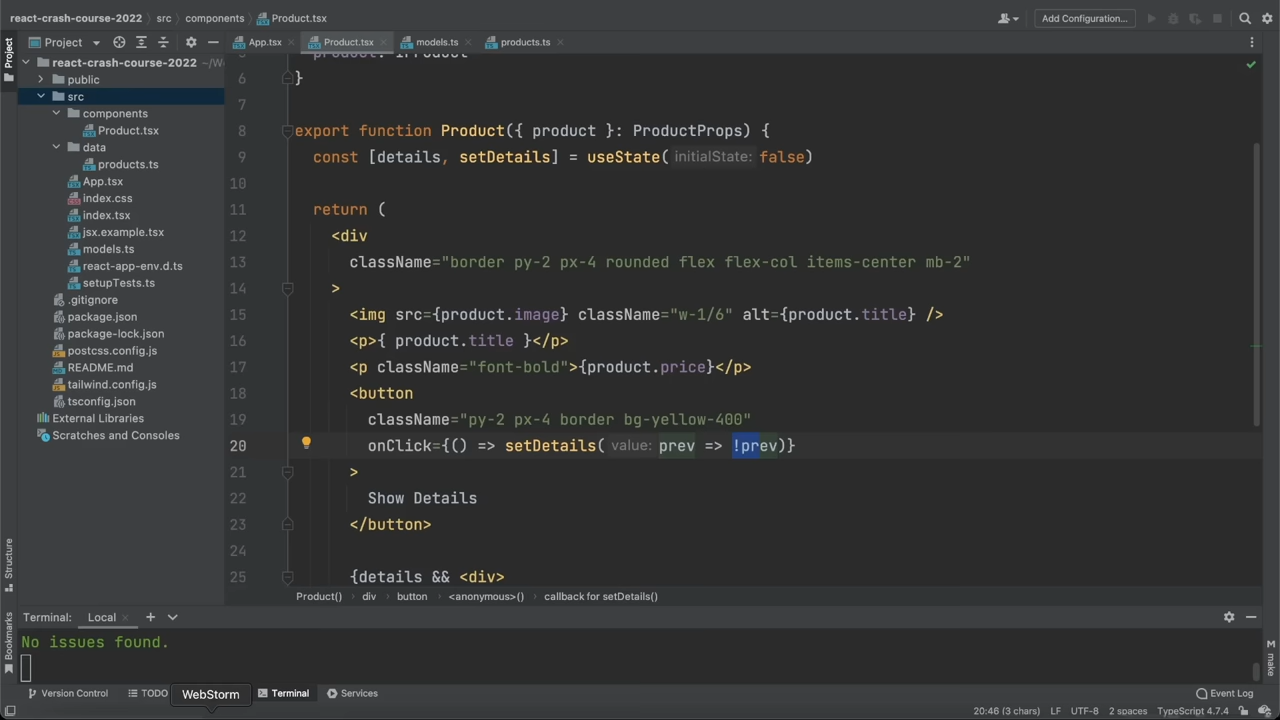 react-crash-course-2022 src components Product.tsx Add Configuration...
Project App.tsx Product.tsx models.ts products.ts
Project
react-crash-course-2022 ~/W
public
src
components
Product.tsx
data
products.ts
App.tsx
index.css
index.tsx
jsx.example.tsx
models.ts
react-app-env.d.ts
setupTests.ts
.gitignore
package.json
package-lock.json
postcss.config.js
README.md
tailwind.config.js
tsconfig.json
External Libraries
Scratches and Consoles
5 product: IProduct
6 }
7
8 export function Product({ product }: ProductProps) {
9 const [details, setDetails] = useState( initialState: false)
10
11 return (
12 <div
13 className="border py-2 px-4 rounded flex flex-col items-center mb-2"
14 >
15 <img src={product.image} className="w-1/6" alt={product.title} />
16 <p>{ product.title }</p>
17 <p className="font-bold">{product.price}</p>
18 <button
19 className="py-2 px-4 border bg-yellow-400"
20 onClick={() => setDetails( value: prev => !prev)}
21 >
22 Show Details
23 </button>
24
25 {details && <div>
Product() div button <anonymous>() callback for setDetails()
Structure
Bookmarks
make
Terminal: Local
No issues found.
Version Control TODO WebStorm Terminal Services Event Log
20:46 (3 chars) LF UTF-8 2 spaces TypeScript 4.7.4